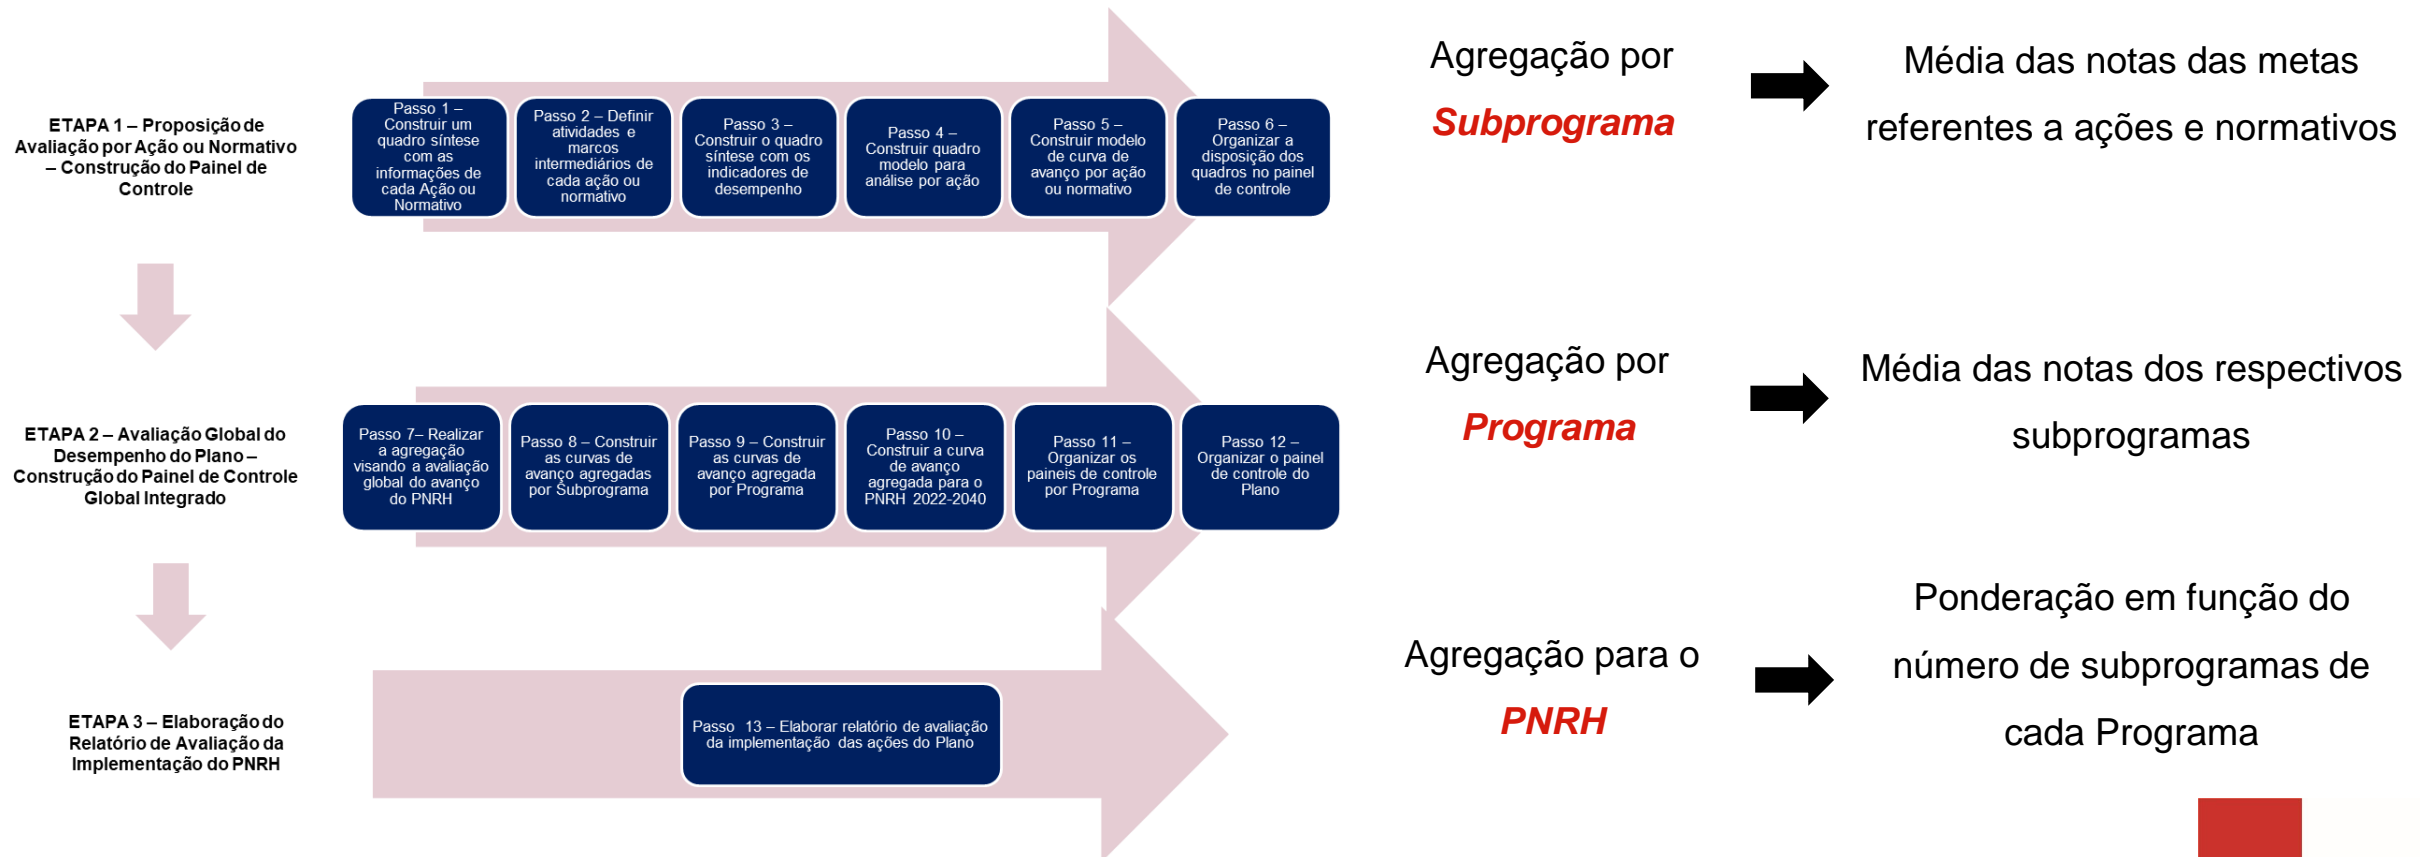 ETAPA 1 – Proposição de
Avaliação por Ação ou Normativo
– Construção do Painel de
Controle
Passo 1 –
Construir um
quadro síntese
com as
informações de
cada Ação ou
Normativo
Passo 2 – Definir
atividades e
marcos
intermediários de
cada ação ou
normativo
Passo 3 –
Construir o quadro
síntese com os
indicadores de
desempenho
Passo 4 –
Construir quadro
modelo para
análise por ação
Passo 5 –
Construir modelo
de curva de
avanço por ação
ou normativo
Passo 6 –
Organizar a
disposição dos
quadros no painel
de controle
Agregação por
Subprograma
Média das notas das metas
referentes a ações e normativos
ETAPA 2 – Avaliação Global do
Desempenho do Plano –
Construção do Painel de Controle
Global Integrado
Passo 7– Realizar
a agregação
visando a avaliação
global do avanço
do PNRH
Passo 8 – Construir
as curvas de
avanço agregadas
por Subprograma
Passo 9 – Construir
as curvas de
avanço agregada
por Programa
Passo 10 –
Construir a curva
de avanço
agregada para o
PNRH 2022-2040
Passo 11 –
Organizar os
paineis de controle
por Programa
Passo 12 –
Organizar o painel
de controle do
Plano
Agregação por
Programa
Média das notas dos respectivos
subprogramas
ETAPA 3 – Elaboração do
Relatório de Avaliação da
Implementação do PNRH
Passo 13 – Elaborar relatório de avaliação
da implementação das ações do Plano
Agregação para o
PNRH
Ponderação em função do
número de subprogramas de
cada Programa